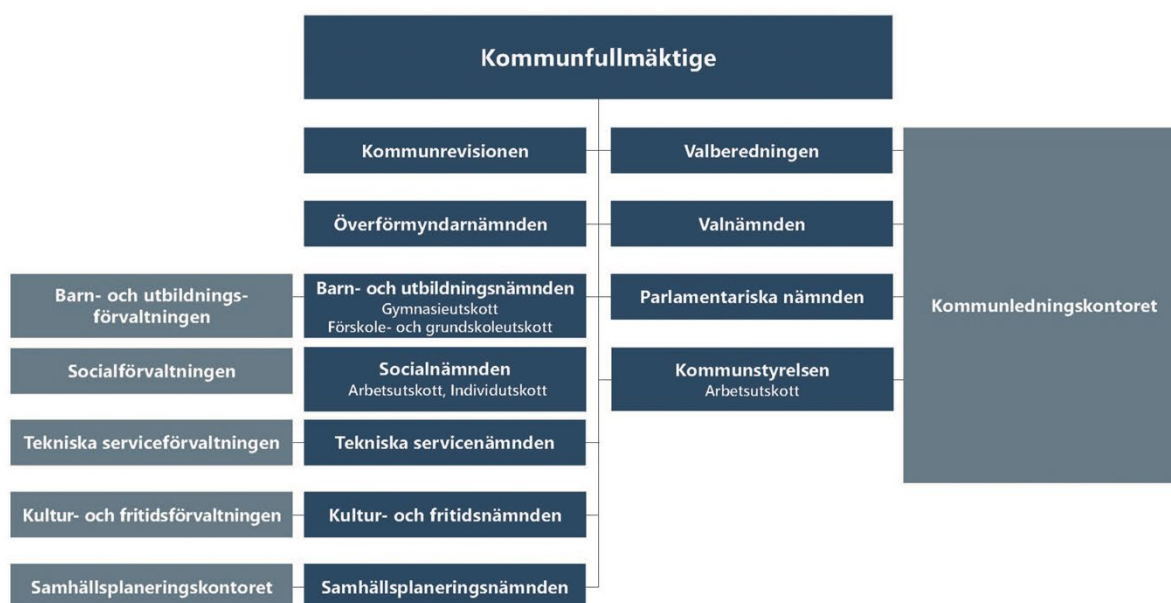 Kommunfullmäktige
Kommunrevisionen
Valberedningen
Överförmyndarnämnden
Valnämnden
Barn- och utbildnings-
förvaltningen
Barn- och utbildningsnämnden
Gymnasieutskott
Förskole- och grundskoleutskott
Parlamentariska nämnden
Kommunledningskontoret
Socialförvaltningen
Socialnämnden
Arbetsutskott, Individutskott
Kommunstyrelsen
Arbetsutskott
Tekniska serviceförvaltningen
Tekniska servicenämnden
Kultur- och fritidsförvaltningen
Kultur- och fritidsnämnden
Samhällsplaneringskontoret
Samhällsplaneringsnämnden